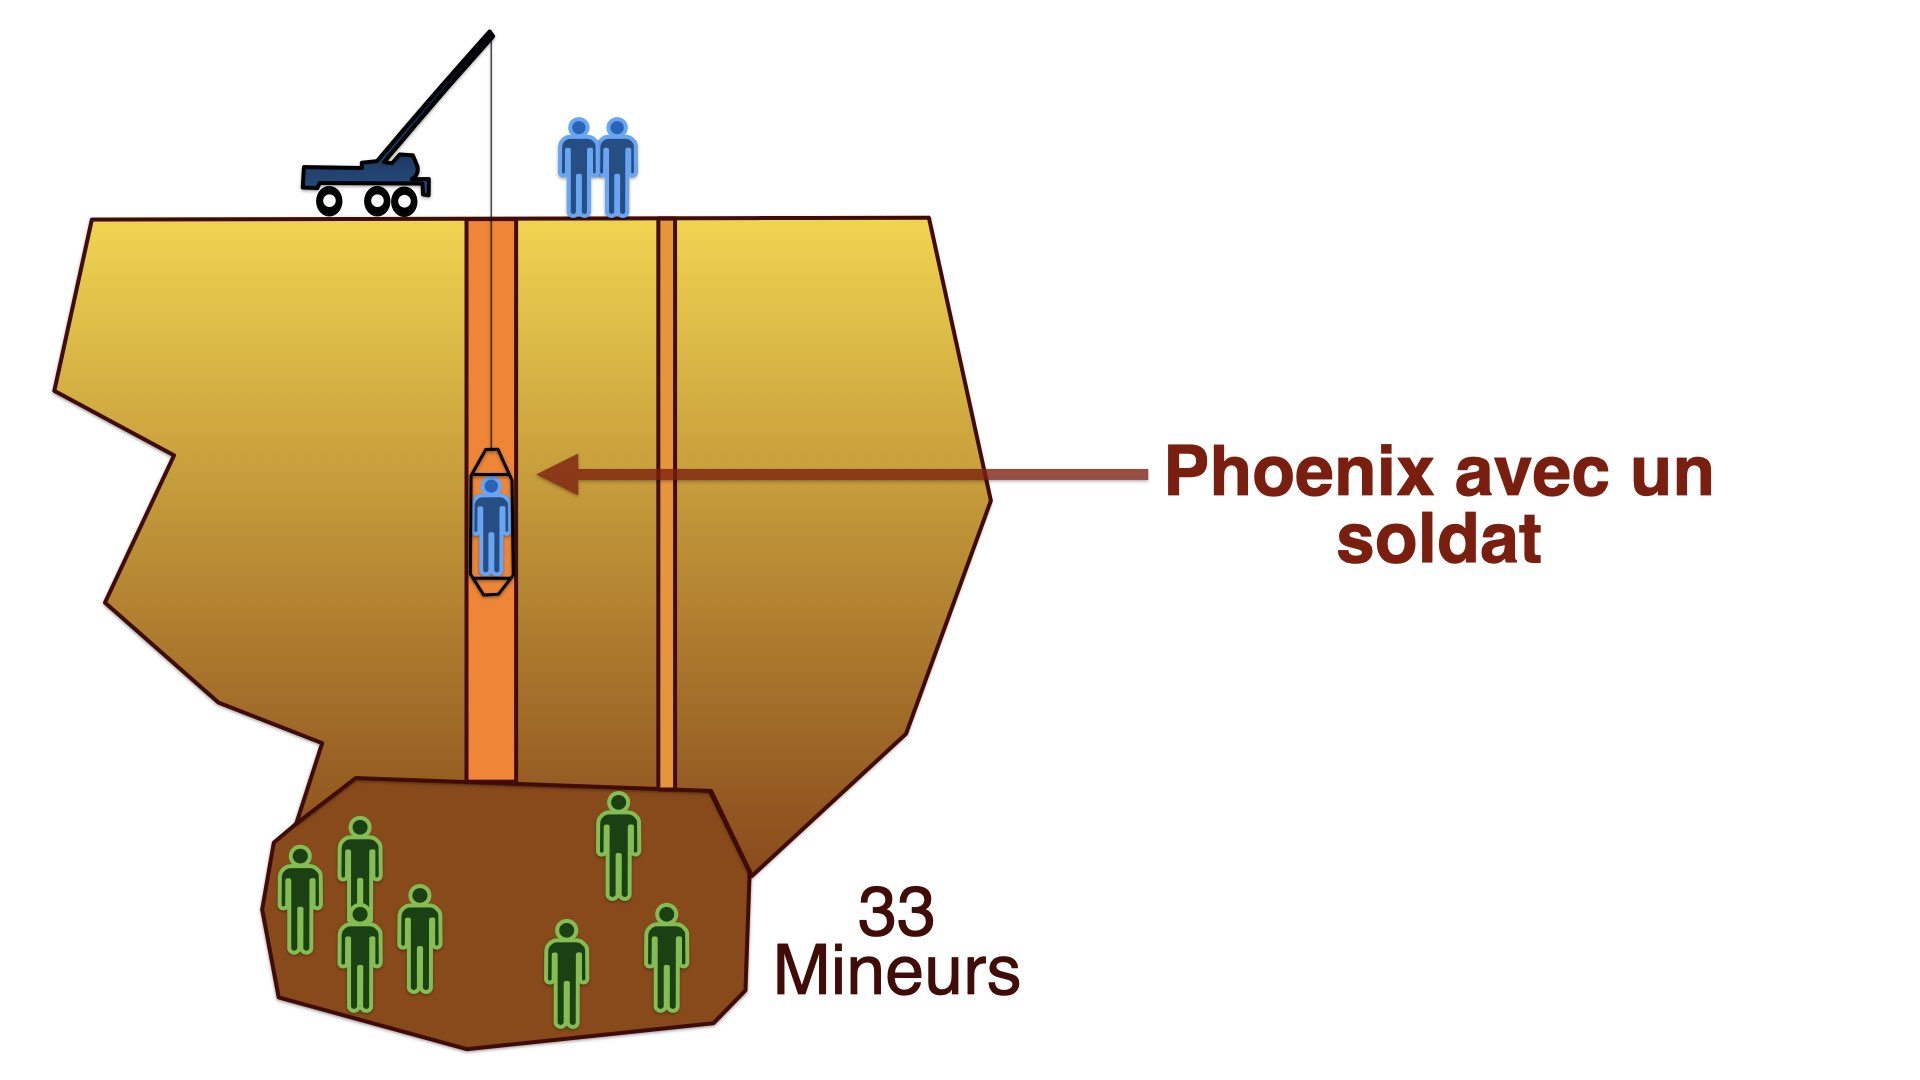 Phoenix avec un
soldat
33
Mineurs